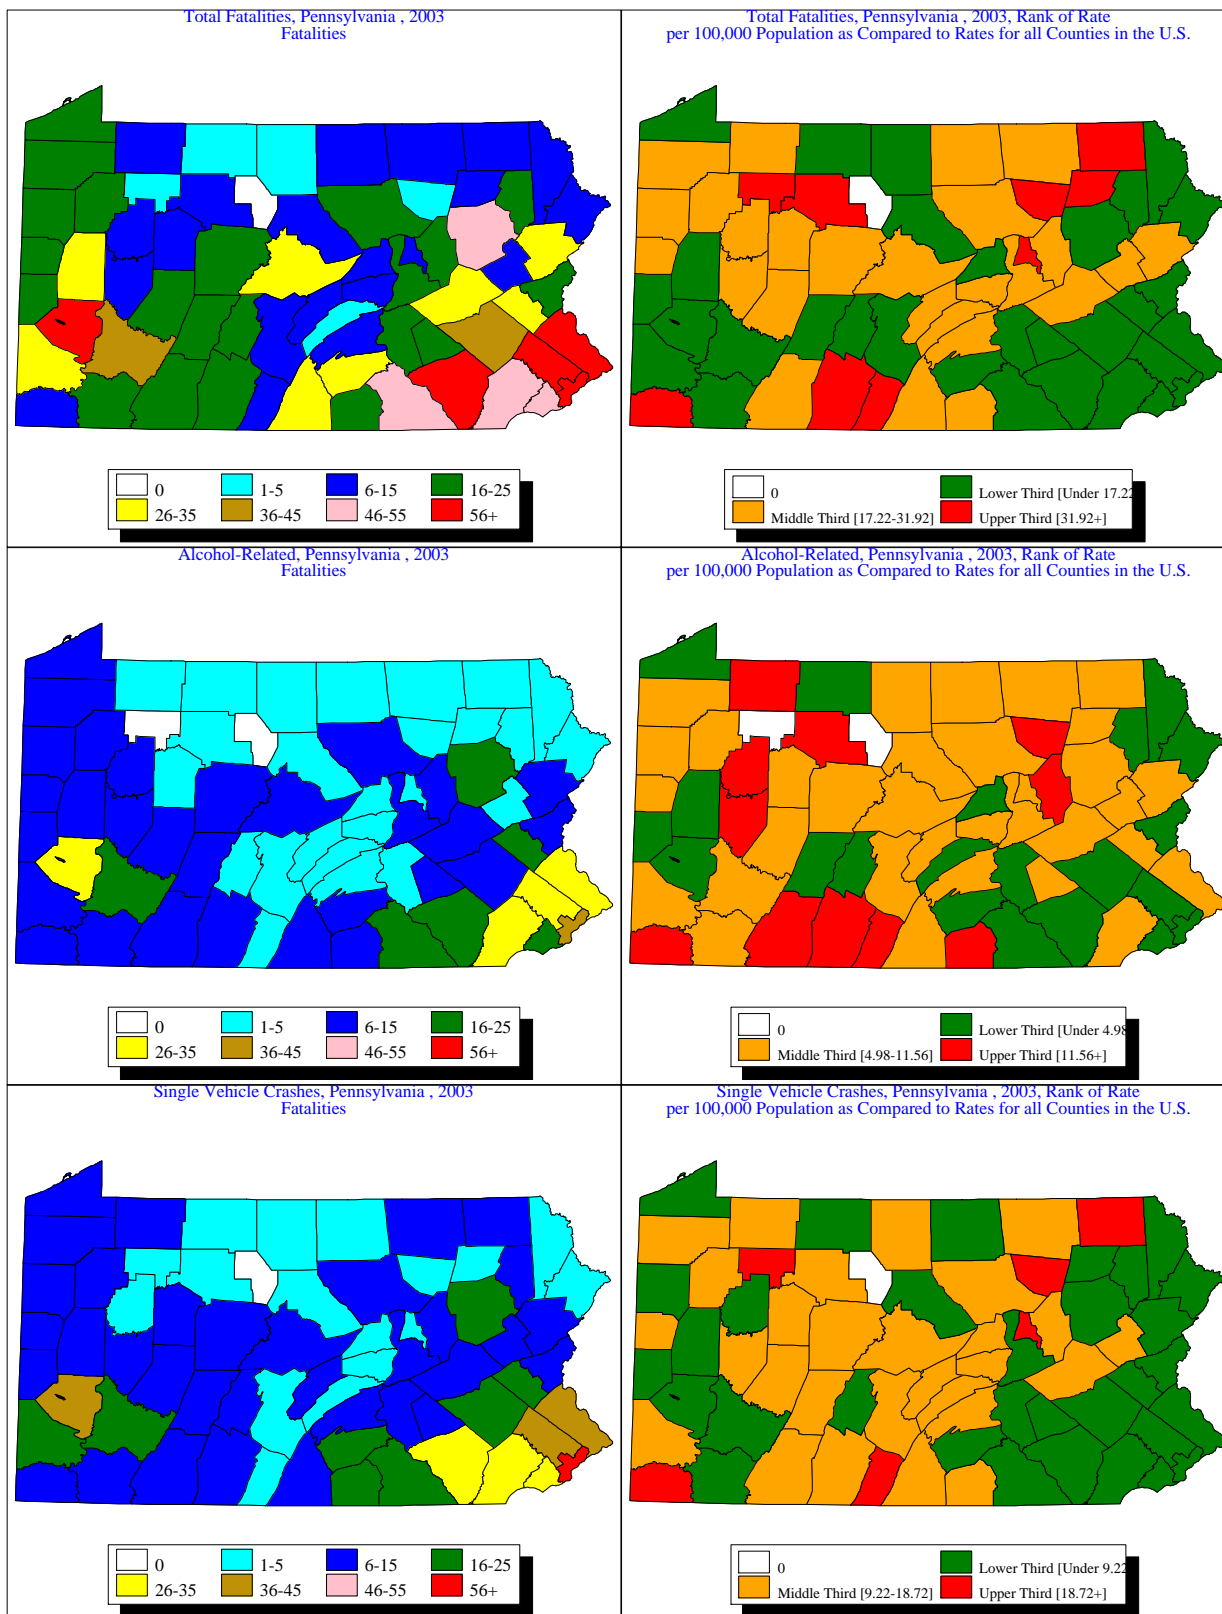 Total Fatalities, Pennsylvania , 2003
Fatalities
0
1-5
6-15
16-25
26-35
36-45
46-55
56+
Total Fatalities, Pennsylvania , 2003, Rank of Rate
per 100,000 Population as Compared to Rates for all Counties in the U.S.
0
Lower Third [Under 17.22
Middle Third [17.22-31.92]
Upper Third [31.92+]
Alcohol-Related, Pennsylvania , 2003
Fatalities
0
1-5
6-15
16-25
26-35
36-45
46-55
56+
Alcohol-Related, Pennsylvania , 2003, Rank of Rate
per 100,000 Population as Compared to Rates for all Counties in the U.S.
0
Lower Third [Under 4.98
Middle Third [4.98-11.56]
Upper Third [11.56+]
Single Vehicle Crashes, Pennsylvania , 2003
Fatalities
0
1-5
6-15
16-25
26-35
36-45
46-55
56+
Single Vehicle Crashes, Pennsylvania , 2003, Rank of Rate
per 100,000 Population as Compared to Rates for all Counties in the U.S.
0
Lower Third [Under 9.22
Middle Third [9.22-18.72]
Upper Third [18.72+]